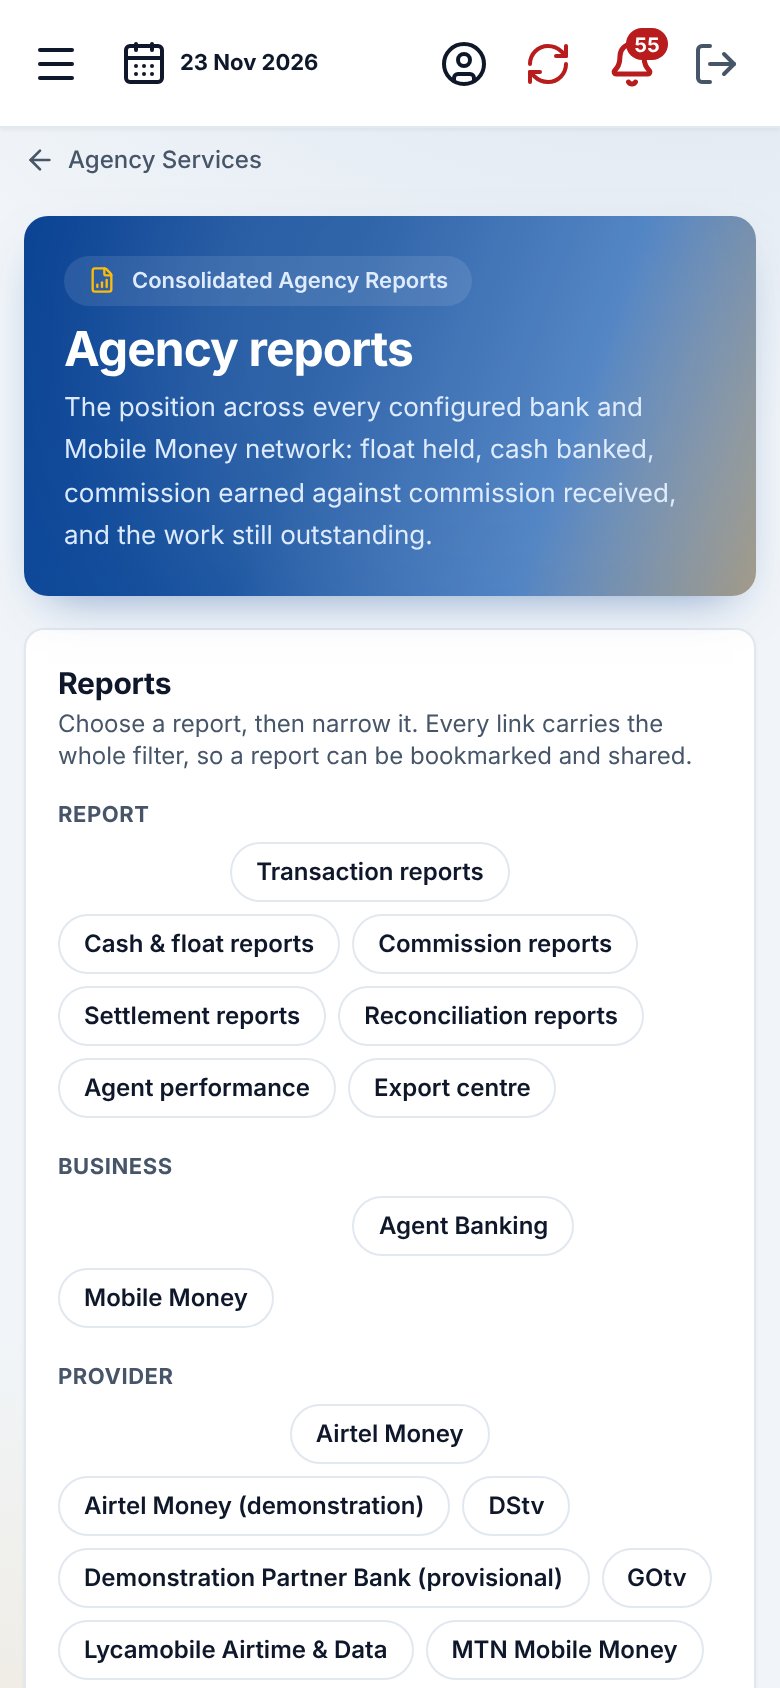 23 Nov 2026
55
Agency Services
Consolidated Agency Reports
Agency reports
The position across every configured bank and
Mobile Money network: float held, cash banked,
commission earned against commission received,
and the work still outstanding.
Reports
Choose a report, then narrow it. Every link carries the
whole filter, so a report can be bookmarked and shared.
REPORT
Transaction reports
Cash & float reports
Commission reports
Settlement reports
Reconciliation reports
Agent performance
Export centre
BUSINESS
Agent Banking
Mobile Money
PROVIDER
Airtel Money
Airtel Money (demonstration)
DStv
Demonstration Partner Bank (provisional)
GOtv
Lycamobile Airtime & Data
MTN Mobile Money